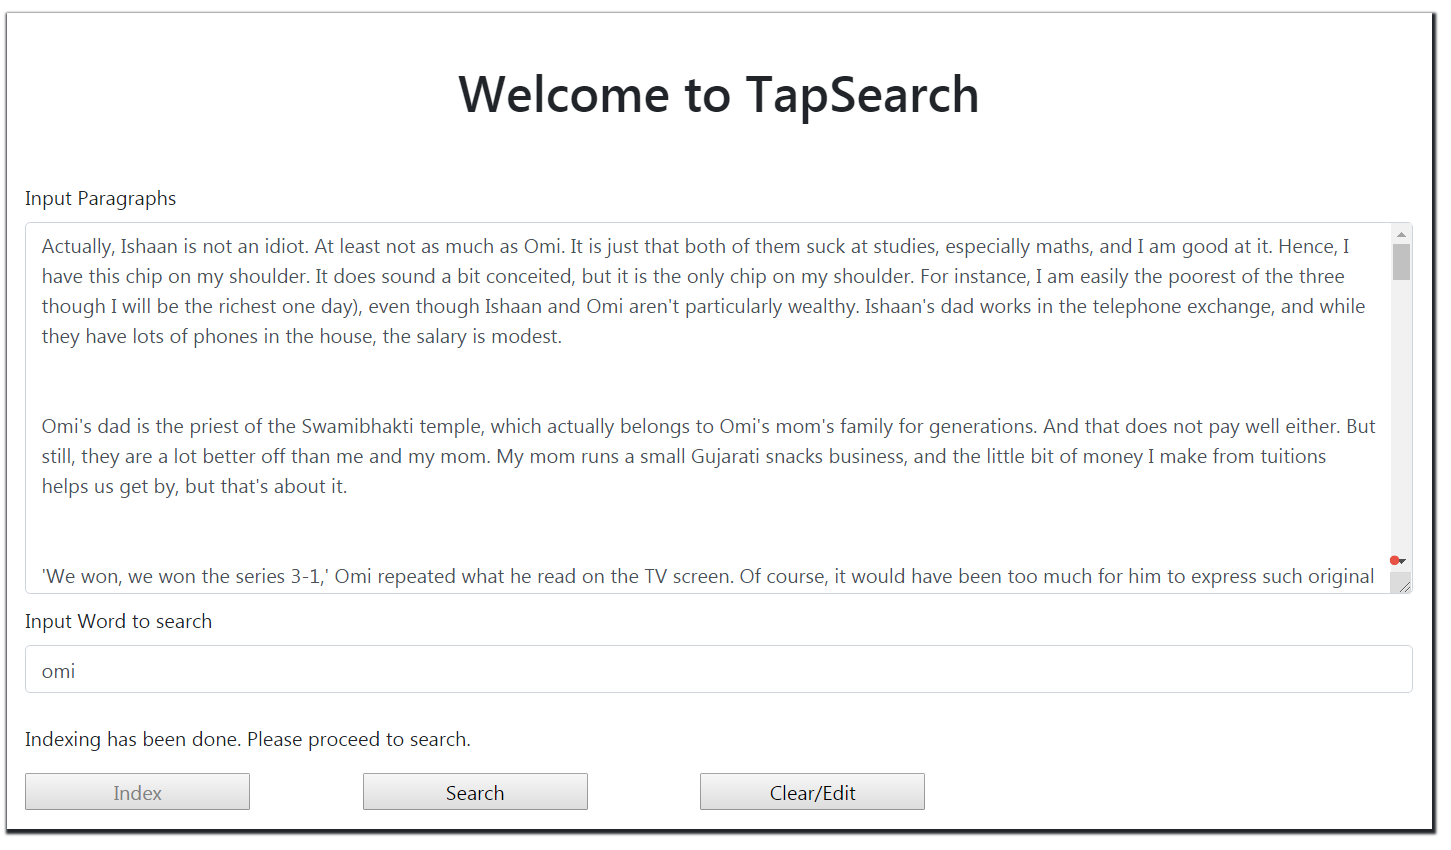 Welcome to TapSearch
Input Paragraphs
Actually, Ishaan is not an idiot. At least not as much as Omi. It is just that both of them suck at studies, especially maths, and I am good at it. Hence, I
have this chip on my shoulder. It does sound a bit conceited, but it is the only chip on my shoulder. For instance, I am easily the poorest of the three
though I will be the richest one day), even though Ishaan and Omi aren't particularly wealthy. Ishaan's dad works in the telephone exchange, and while
they have lots of phones in the house, the salary is modest.
Omi's dad is the priest of the Swamibhakti temple, which actually belongs to Omi's mom's family for generations. And that does not pay well either. But
still, they are a lot better off than me and my mom. My mom runs a small Gujarati snacks business, and the little bit of money I make from tuitions
helps us get by, but that's about it.
'We won, we won the series 3-1,' Omi repeated what he read on the TV screen. Of course, it would have been too much for him to express such original
Input Word to search
omi
Indexing has been done. Please proceed to search.
Index
Search
Clear/Edit